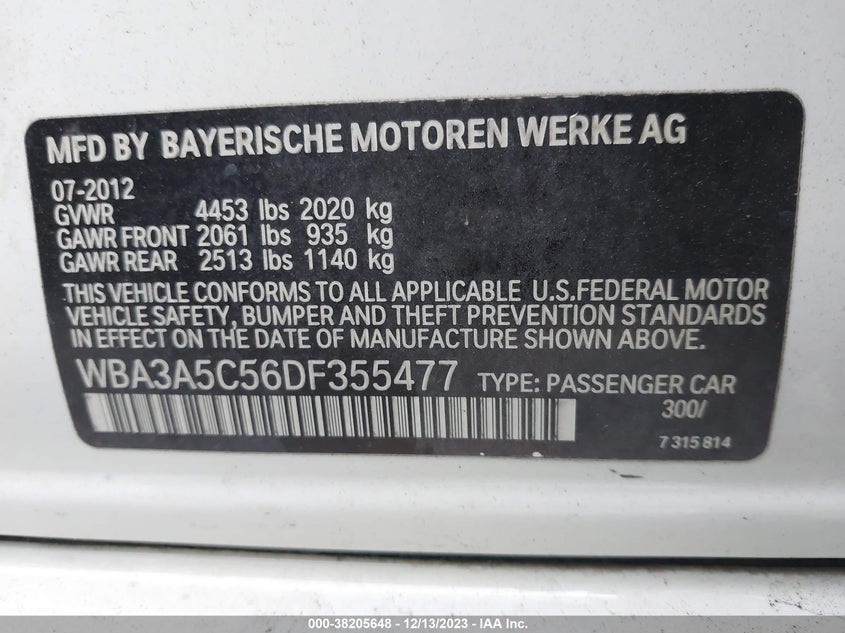 MFD BY BAYERISCHE MOTOREN WERKE AG
07-2012
GVWR 4453 lbs 2020 kg
GAWR FRONT 2061 lbs 935 kg
GAWR REAR 2513 lbs 1140 kg
THIS VEHICLE CONFORMS TO ALL APPLICABLE U.S.FEDERAL MOTOR
VEHICLE SAFETY, BUMPER AND THEFT PREVENTION STANDARDS
IN EFFECT ON THE DATE OF MANUFACTURE SHOWN ABOVE.
WBA3A5C56DF355477 TYPE: PASSENGER CAR
300/
7 315 814
000-38205648 - 12/13/2023 - IAA Inc.